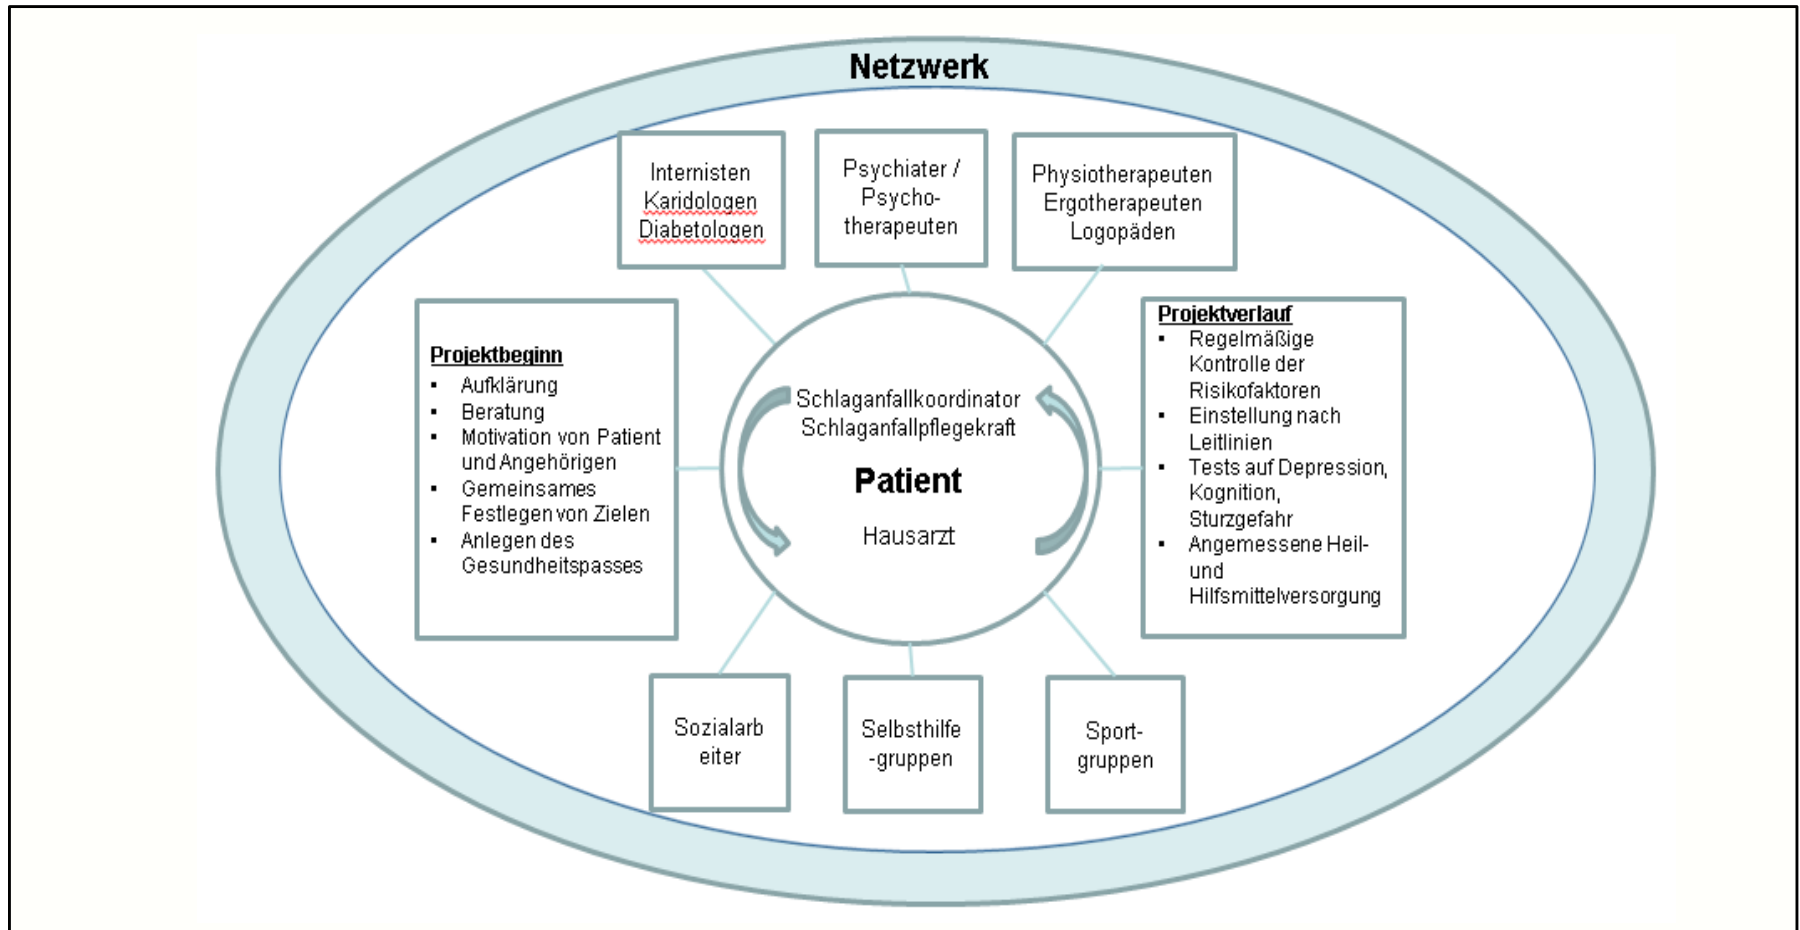 Netzwerk
Internisten
Karidologen
Diabetologen
Psychiater /
Psycho-
therapeuten
Physiotherapeuten
Ergotherapeuten
Logopäden
Projektbeginn
▪ Aufklärung
▪ Beratung
▪ Motivation von Patient
und Angehörigen
▪ Gemeinsames
Festlegen von Zielen
▪ Anlegen des
Gesundheitspasses
Schlaganfallkoordinator
Schlaganfallpflegekraft
Patient
Hausarzt
Projektverlauf
▪ Regelmäßige
Kontrolle der
Risikofaktoren
▪ Einstellung nach
Leitlinien
▪ Tests auf Depression,
Kognition,
Sturzgefahr
▪ Angemessene Heil-
und
Hilfsmittelversorgung
Sozialarb
eiter
Selbsthilfe
-gruppen
Sport-
gruppen